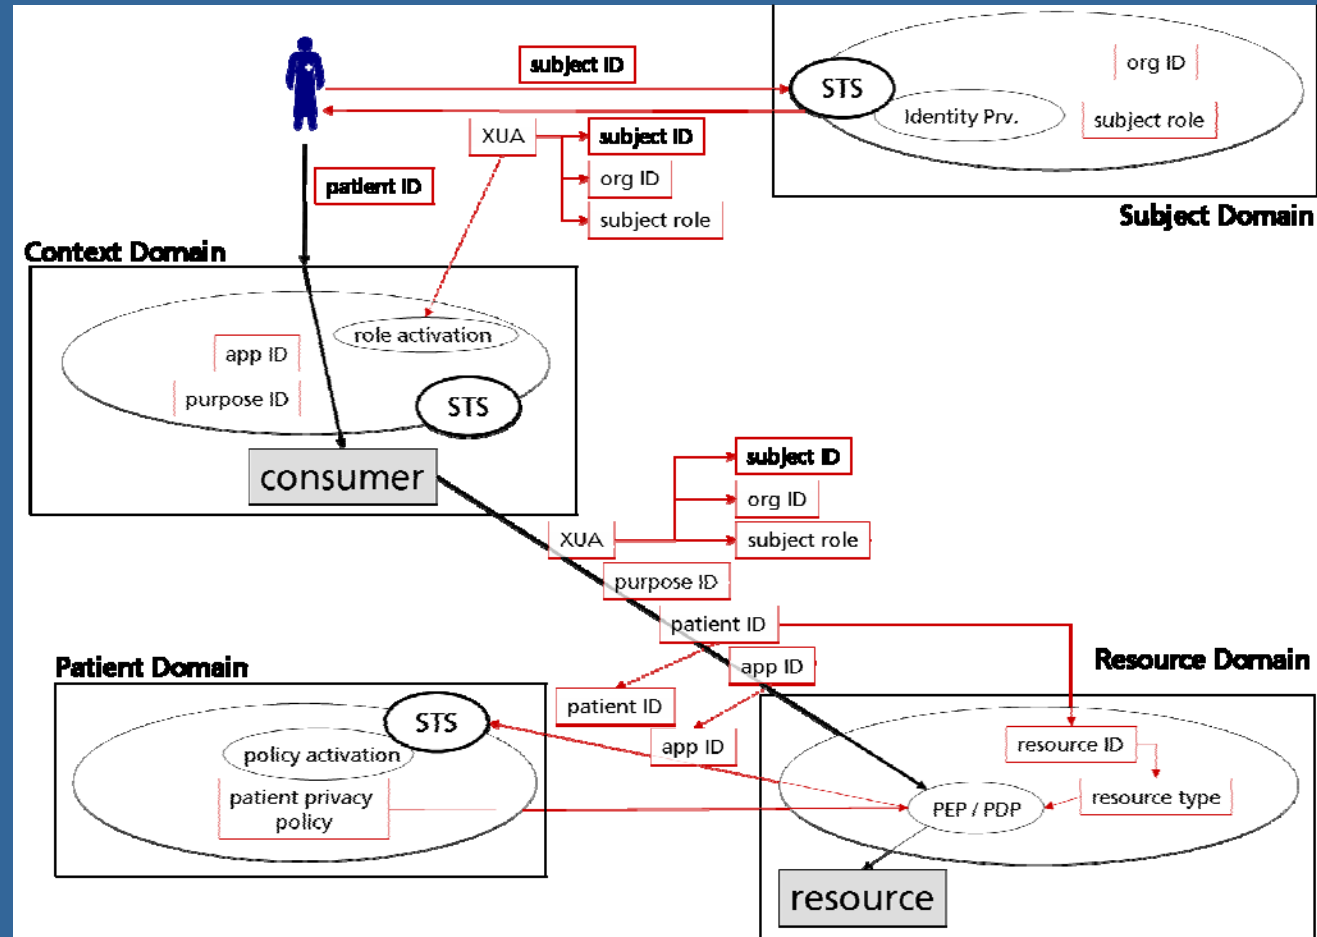 subject ID
STS
org ID
Identity Prv.
subject role
XUA
subject ID
org ID
subject role
patient ID
Subject Domain
Context Domain
role activation
app ID
purpose ID
STS
consumer
subject ID
org ID
XUA
subject role
purpose ID
patient ID
app ID
Patient Domain
Resource Domain
patient ID
app ID
STS
policy activation
patient privacy
policy
resource ID
resource type
PEP / PDP
resource